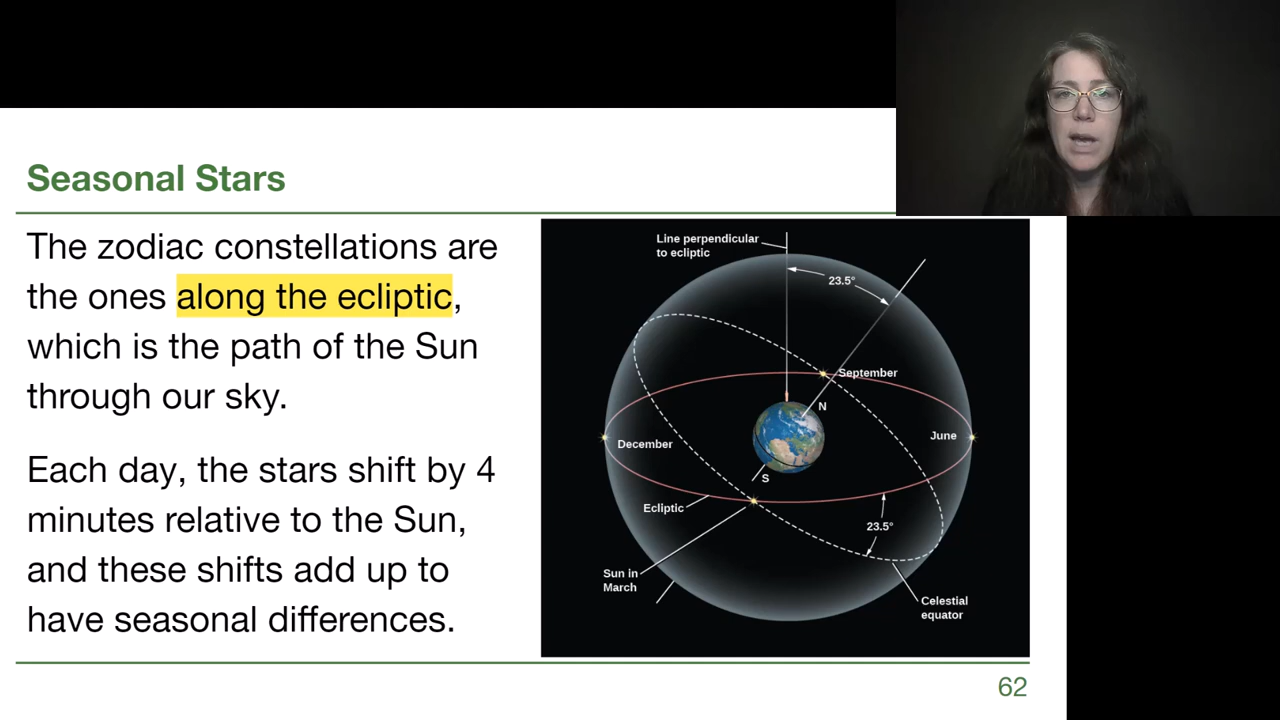 Seasonal Stars
The zodiac constellations are
the ones along the ecliptic,
which is the path of the Sun
through our sky.
Each day, the stars shift by 4
minutes relative to the Sun,
and these shifts add up to
have seasonal differences.
Line perpendicular
to ecliptic
23.5°
September
N
December
June
S
Ecliptic
23.5°
Sun in
March
Celestial
equator
62